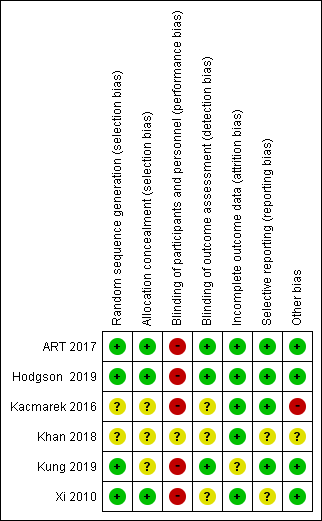 Random sequence generation (selection bias)
Allocation concealment (selection bias)
Blinding of participants and personnel (performance bias)
Blinding of outcome assessment (detection bias)
Incomplete outcome data (attrition bias)
Selective reporting (reporting bias)
Other bias
ART 2017 + + - + + + +
Hodgson 2019 + + - + + + +
Kacmarek 2016 ? ? - ? + + -
Khan 2018 ? ? ? ? + ? ?
Kung 2019 + ? - + ? + +
Xi 2010 + + - ? + ? +